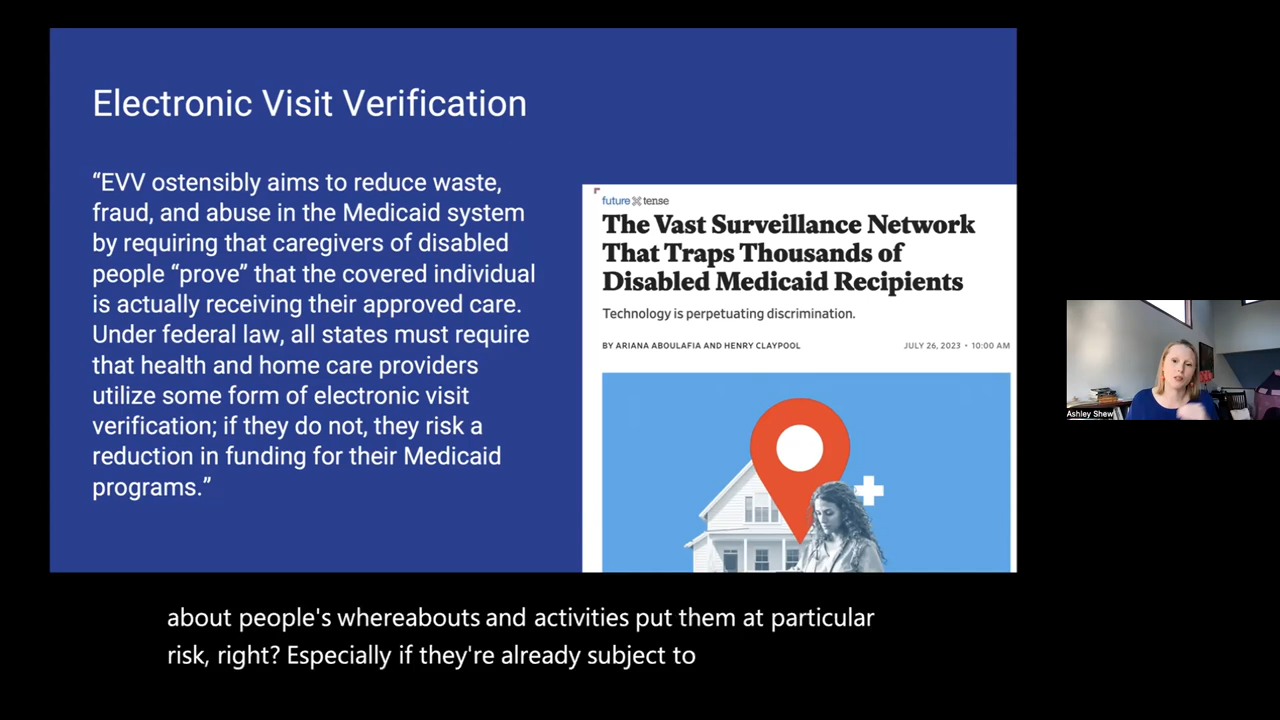 Electronic Visit Verification
“EVV ostensibly aims to reduce waste,
fraud, and abuse in the Medicaid system
by requiring that caregivers of disabled
people “prove” that the covered individual
is actually receiving their approved care.
Under federal law, all states must require
that health and home care providers
utilize some form of electronic visit
verification; if they do not, they risk a
reduction in funding for their Medicaid
programs.”
future tense
The Vast Surveillance Network
That Traps Thousands of
Disabled Medicaid Recipients
Technology is perpetuating discrimination.
BY ARIANA ABOULAFIA AND HENRY CLAYPOOL
JULY 26, 2023 • 10:00 AM
Ashley Shew
about people's whereabouts and activities put them at particular
risk, right? Especially if they're already subject to